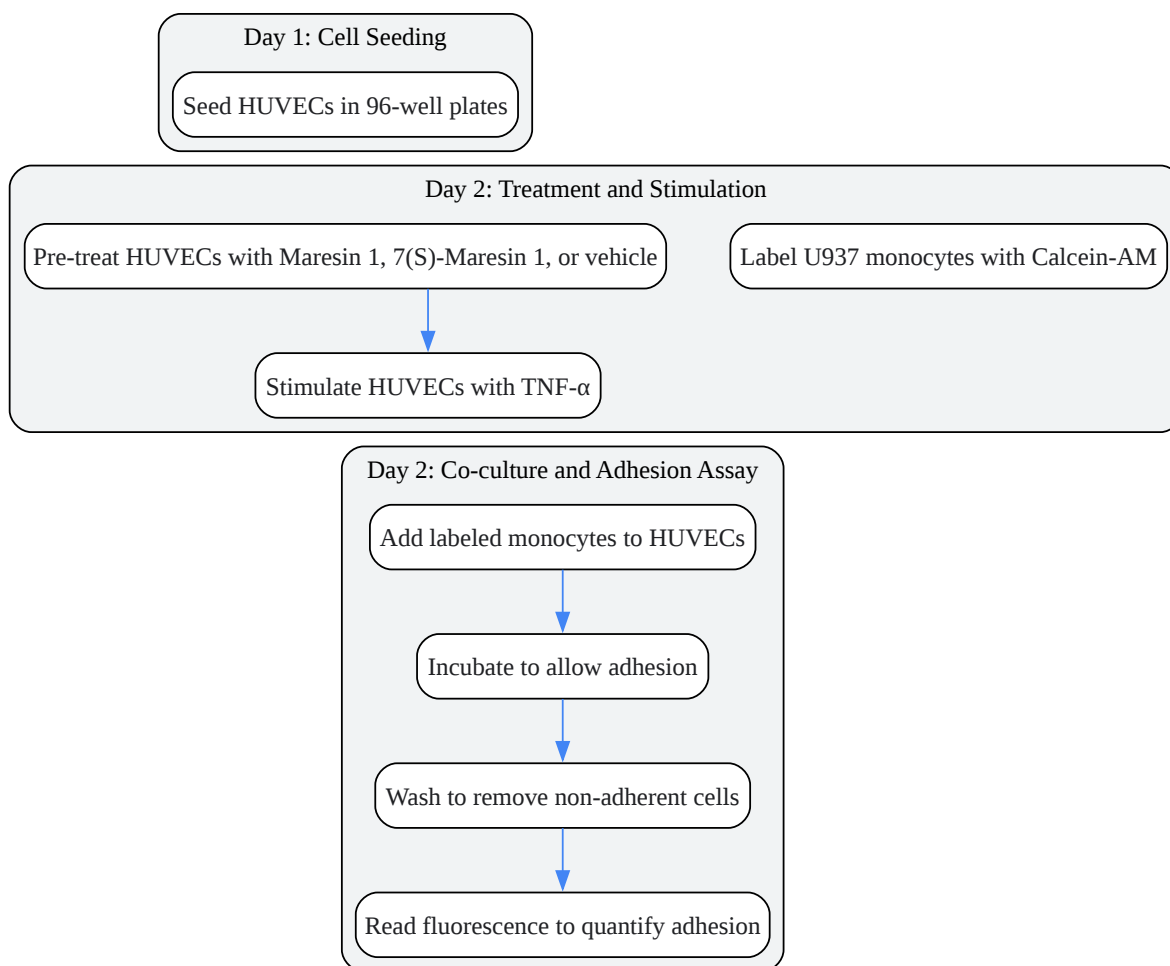 Day 1: Cell Seeding
Seed HUVECs in 96-well plates
Day 2: Treatment and Stimulation
Pre-treat HUVECs with Maresin 1, 7(S)-Maresin 1, or vehicle
Label U937 monocytes with Calcein-AM
Stimulate HUVECs with TNF-α
Day 2: Co-culture and Adhesion Assay
Add labeled monocytes to HUVECs
Incubate to allow adhesion
Wash to remove non-adherent cells
Read fluorescence to quantify adhesion